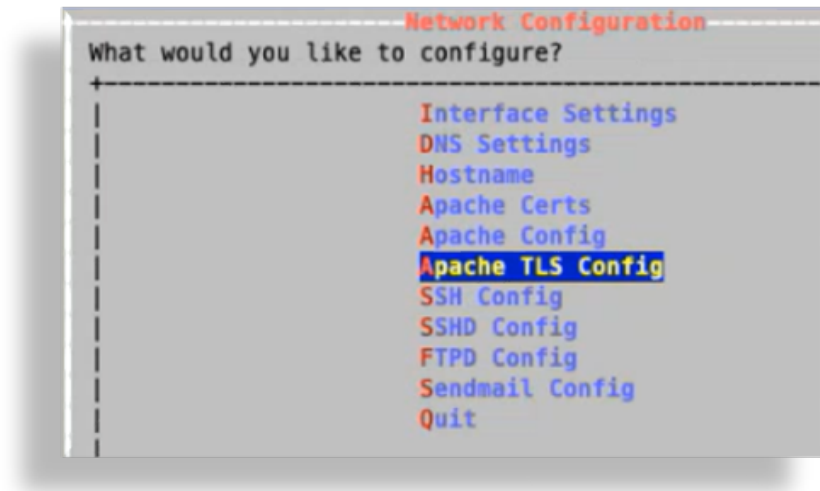 Network Configuration
What would you like to configure?
Interface Settings
DNS Settings
Hostname
Apache Certs
Apache Config
Apache TLS Config
SSH Config
SSHD Config
FTPD Config
Sendmail Config
Quit